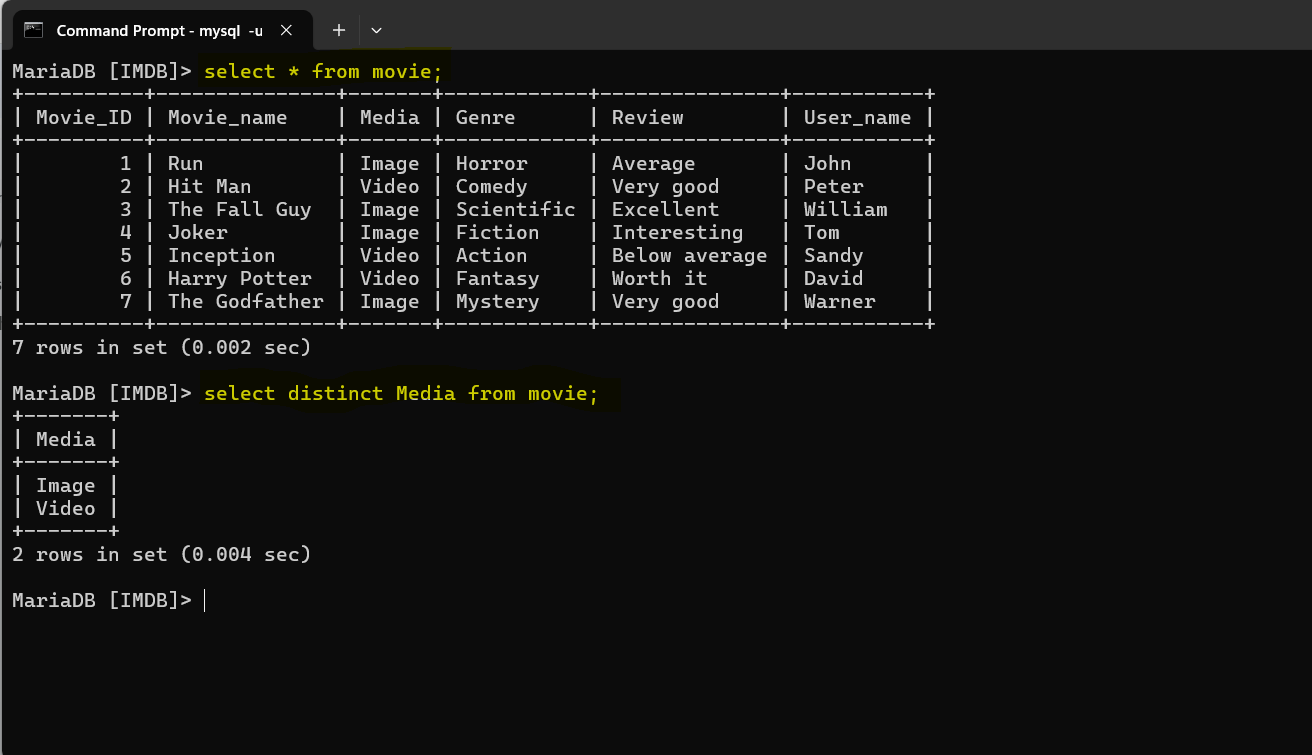 Command Prompt - mysql  -u
MariaDB [IMDB]> select * from movie;
+----------+---------------+-------+------------+---------------+-----------+
| Movie_ID | Movie_name    | Media | Genre      | Review        | User_name |
+----------+---------------+-------+------------+---------------+-----------+
|        1 | Run           | Image | Horror     | Average       | John      |
|        2 | Hit Man       | Video | Comedy     | Very good     | Peter     |
|        3 | The Fall Guy  | Image | Scientific | Excellent     | William   |
|        4 | Joker         | Image | Fiction    | Interesting   | Tom       |
|        5 | Inception     | Video | Action     | Below average | Sandy     |
|        6 | Harry Potter  | Video | Fantasy    | Worth it      | David     |
|        7 | The Godfather | Image | Mystery    | Very good     | Warner    |
+----------+---------------+-------+------------+---------------+-----------+
7 rows in set (0.002 sec)
MariaDB [IMDB]> select distinct Media from movie;
+-------+
| Media |
+-------+
| Image |
| Video |
+-------+
2 rows in set (0.004 sec)
MariaDB [IMDB]>